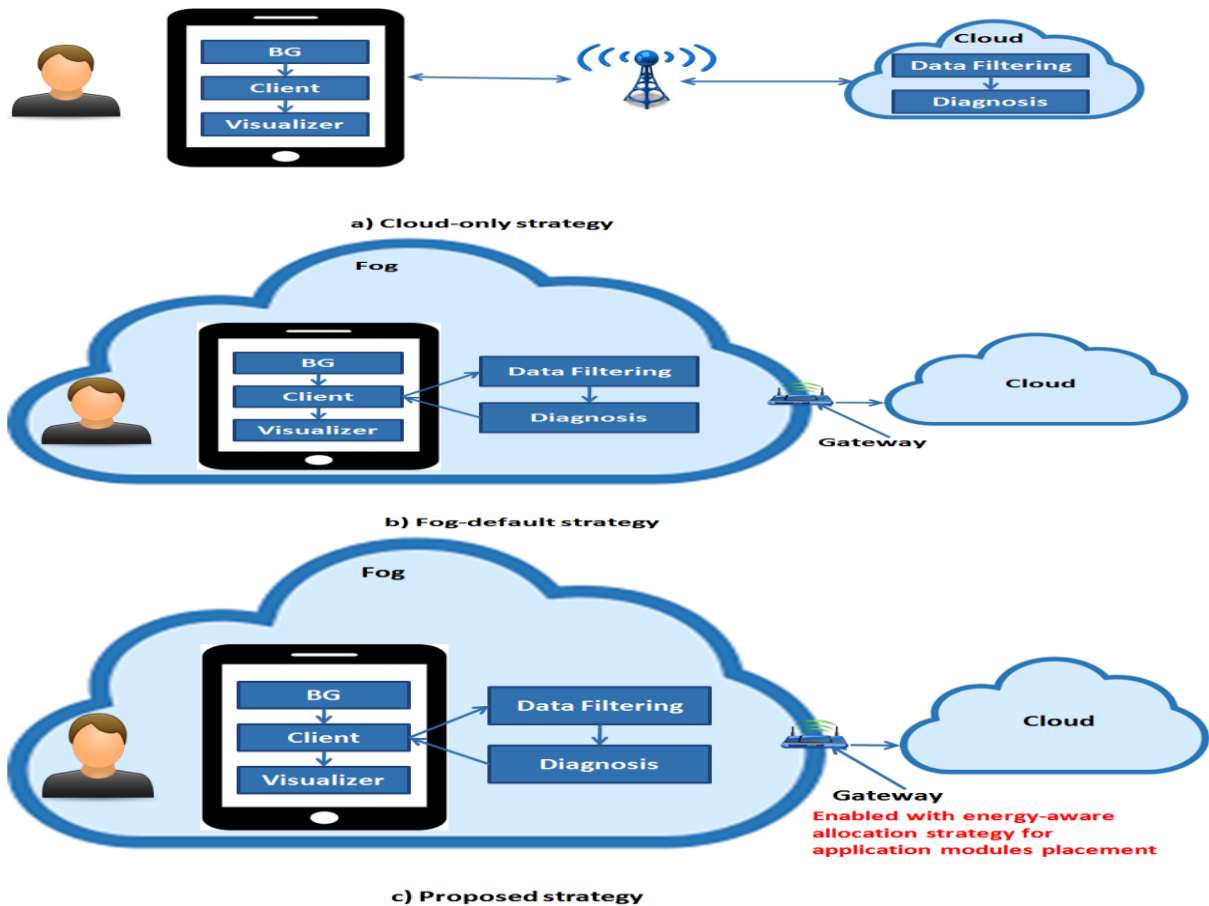 BG
Client
Visualizer
Cloud
Data Filtering
Diagnosis
a) Cloud-only strategy
Fog
BG
Client
Visualizer
Data Filtering
Diagnosis
Gateway
Cloud
b) Fog-default strategy
Fog
BG
Client
Visualizer
Data Filtering
Diagnosis
Cloud
Gateway
Enabled with energy-aware
allocation strategy for
application modules placement
c) Proposed strategy